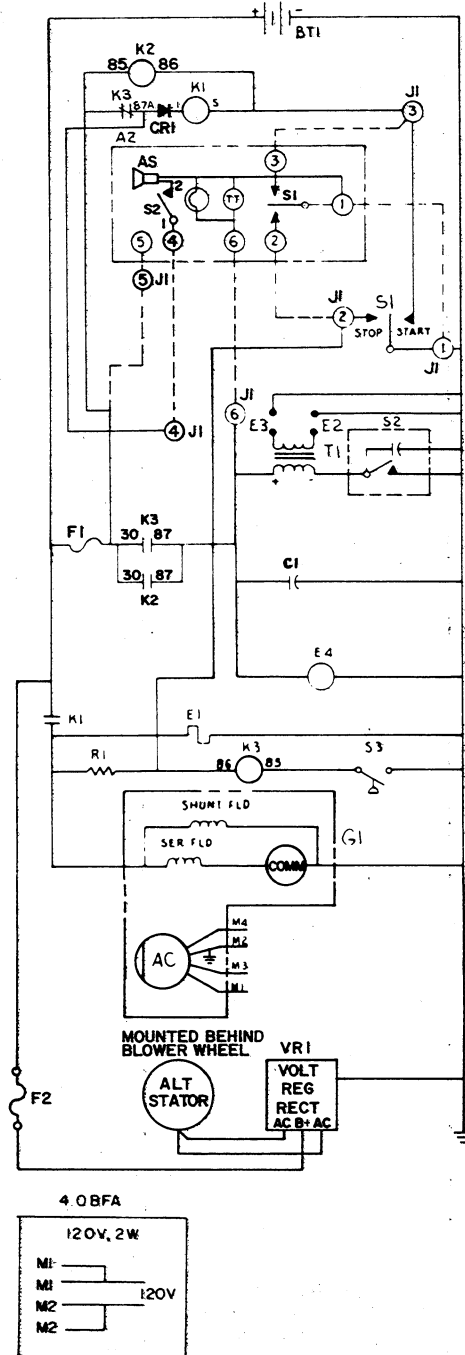 + -
BT1
K2
85 86
K3 87A 1 K1 S
CR1
J1
3
A2
AS
3
2
S2
1
TT
S1
1
5 4 6 2
5 J1
J1
2
S1
STOP START
1
J1
J1
6
4 J1
E3 E2
T1
S2
+ -
F1
K3
30 87
30 87
K2
C1
E4
K1
E1
R1
86 K3 85
S3
SHUNT FLD
SER FLD
G1
COMM
M4
M2
AC
M3
M1
MOUNTED BEHIND
BLOWER WHEEL
VR1
F2
ALT
STATOR
VOLT
REG
RECT
AC B+ AC
4.0BFA
120V, 2W
M1
M1
120V
M2
M2